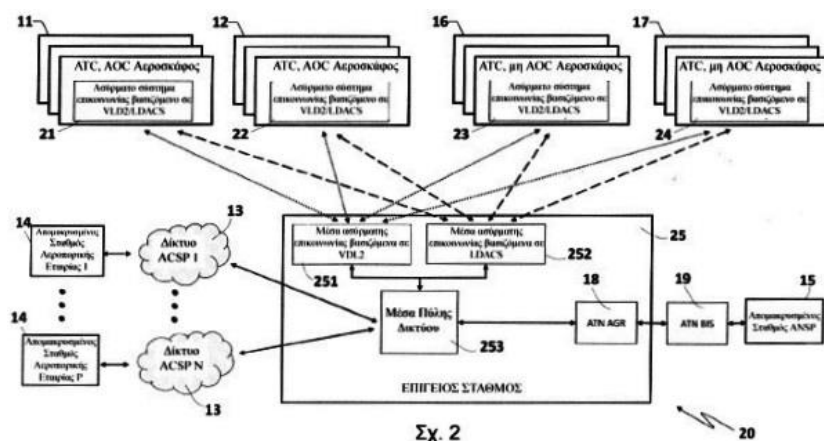 11
12
16
17
ATC, AOC Αεροσκάφος
ATC, AOC Αεροσκάφος
ATC, μη AOC Αεροσκάφος
ATC, μη AOC Αεροσκάφος
Ασύρματο σύστημα
επικοινωνίας βασιζόμενο σε
VLD2/LDACS
Ασύρματο σύστημα
επικοινωνίας βασιζόμενο σε
VLD2/LDACS
Ασύρματο σύστημα
επικοινωνίας βασιζόμενο σε
VLD2/LDACS
Ασύρματο σύστημα
επικοινωνίας βασιζόμενο σε
VLD2/LDACS
21
22
23
24
14
Απομακρυσμένος
Σταθμός
Αεροπορικής
Εταιρίας 1
13
Δίκτυο
ACSP 1
14
Απομακρυσμένος
Σταθμός
Αεροπορικής
Εταιρίας P
Δίκτυο
ACSP N
13
Μέσα ασύρματης
επικοινωνίας βασιζόμενα σε
VDL2
251
Μέσα ασύρματης
επικοινωνίας βασιζόμενα σε
LDACS
252
25
Μέσα Πύλης
Δικτύου
253
18
ATN AGR
19
ATN BIS
15
Απομακρυσμένος
Σταθμός ANSP
ΕΠΙΓΕΙΟΣ ΣΤΑΘΜΟΣ
20
Σχ. 2